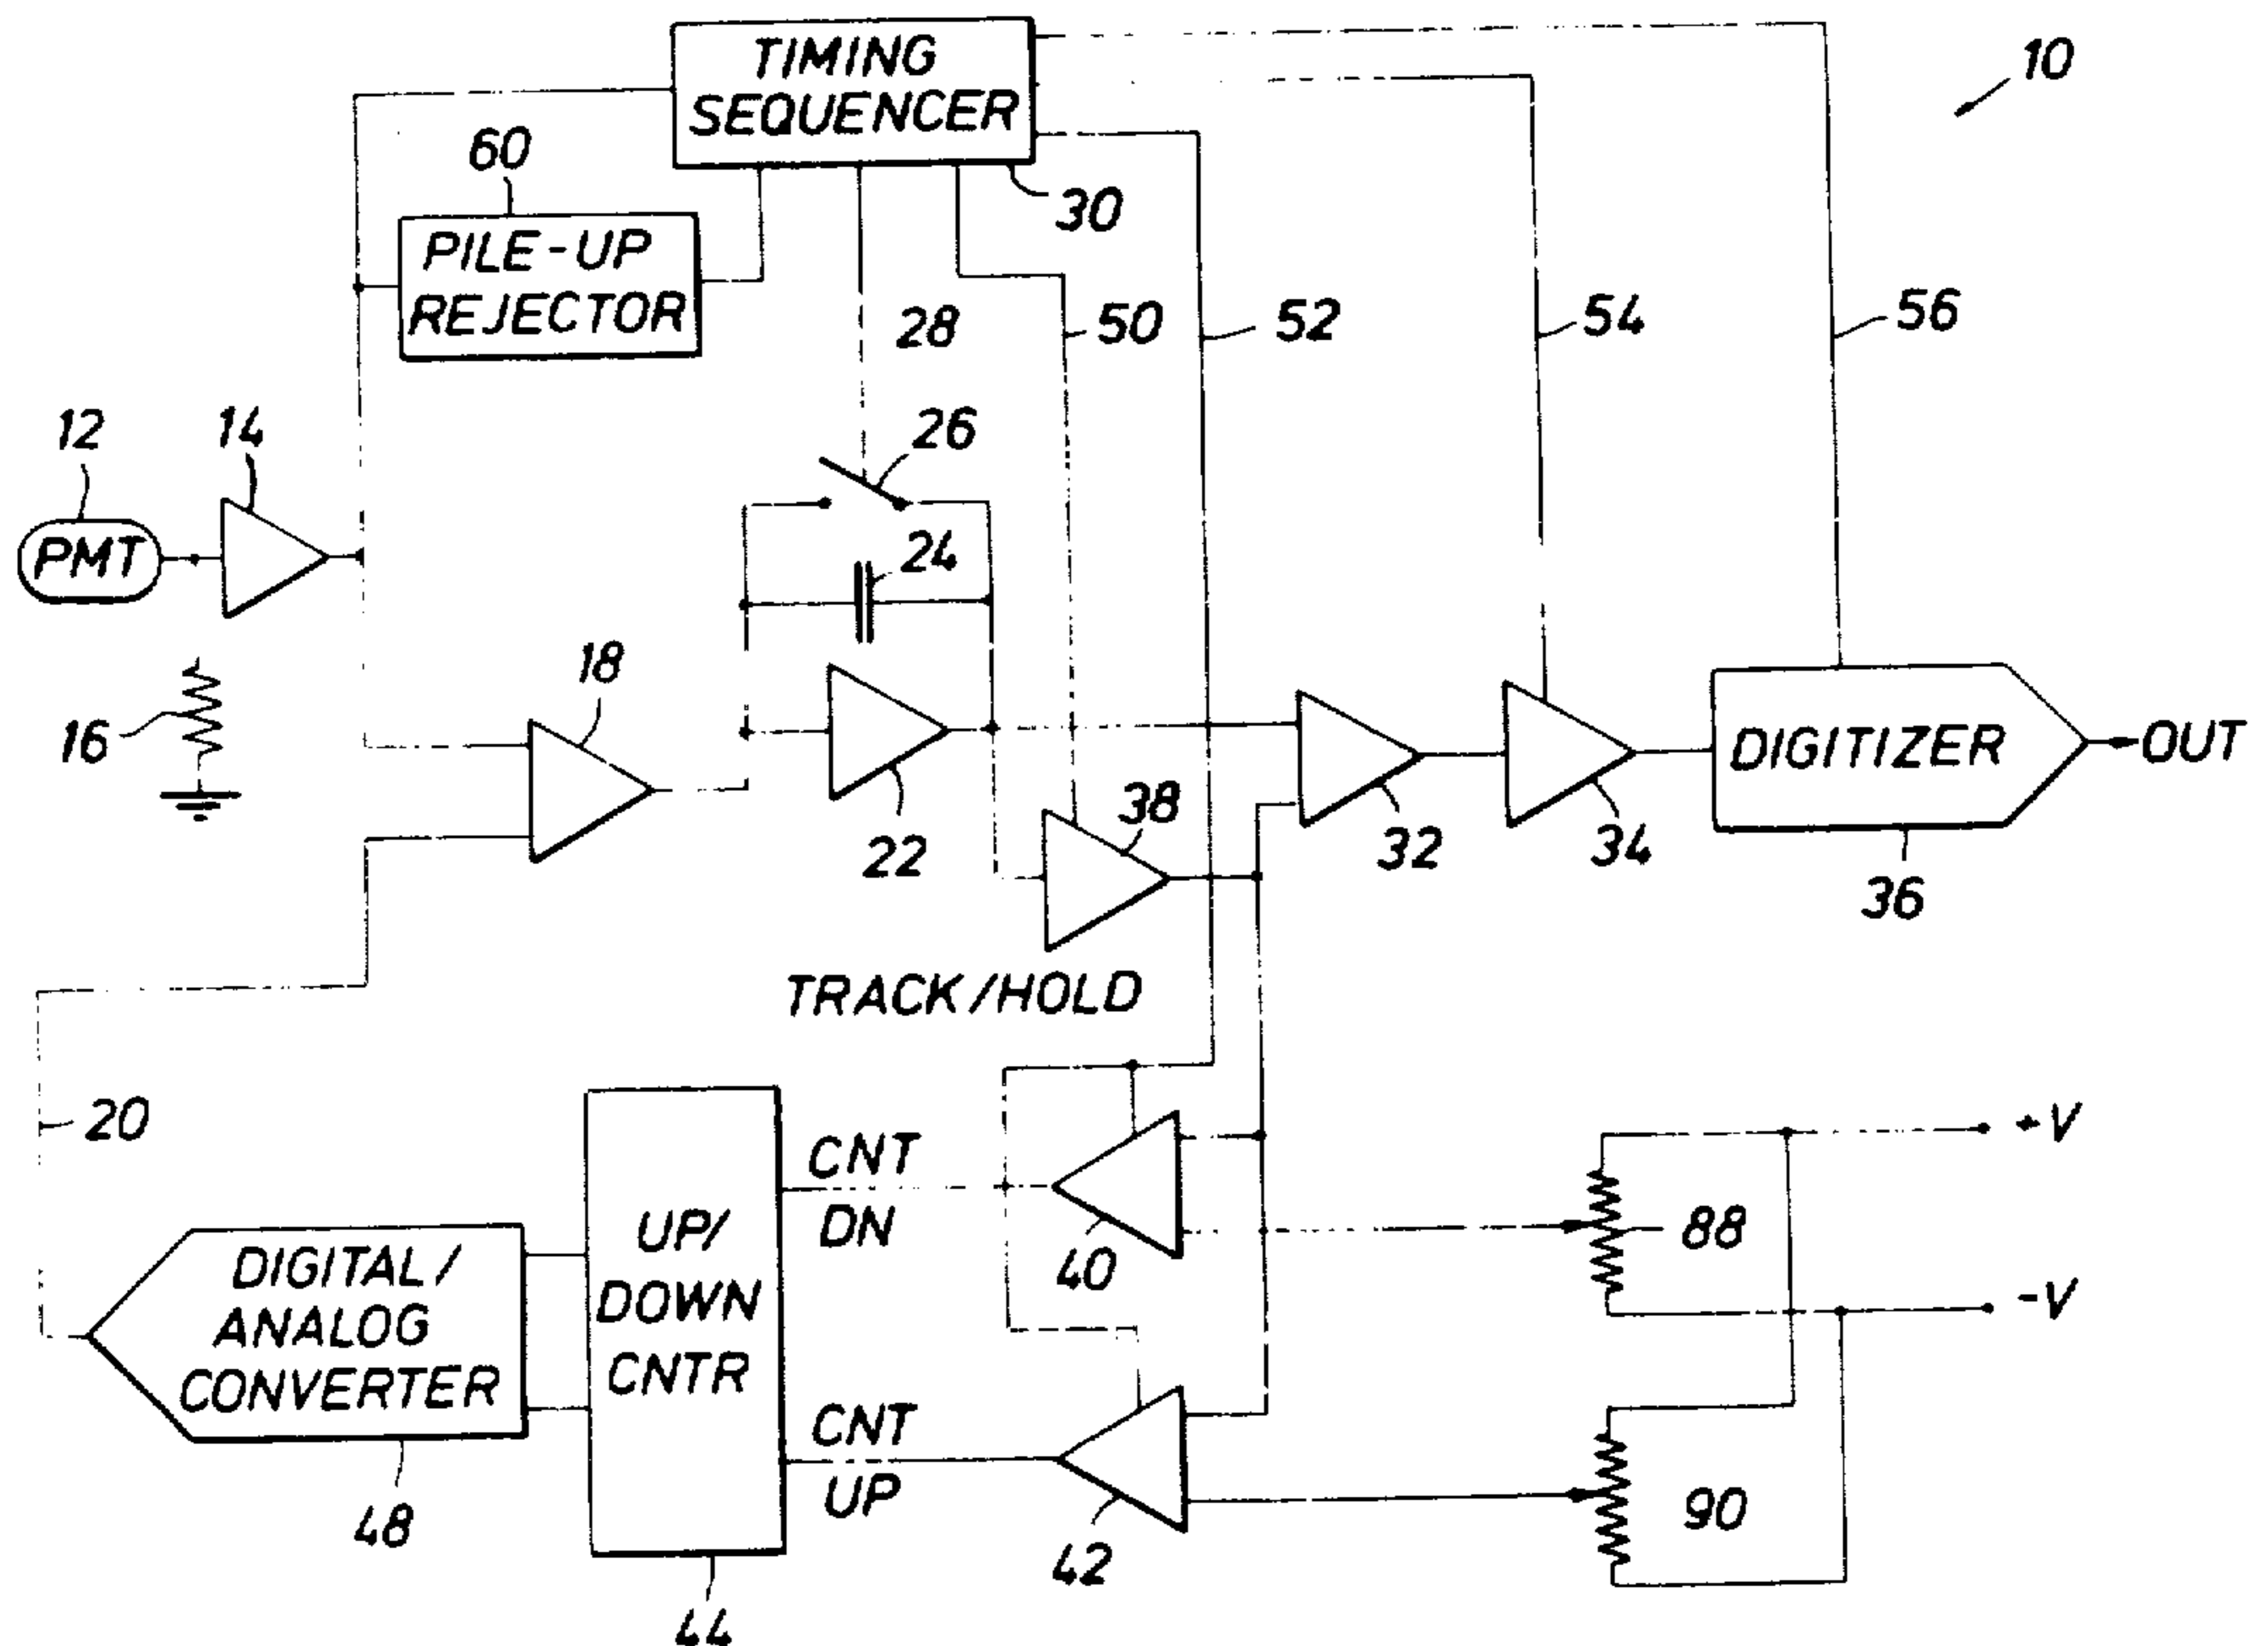 TIMING
SEQUENCER
10
60
30
PILE-UP
REJECTOR
28
50
52
54
56
12
14
26
PMT
24
18
16
22
38
32
34
DIGITIZER
OUT
36
TRACK/HOLD
20
CNT
DN
40
+V
88
-V
UP/
DOWN
CNTR
DIGITAL/
ANALOG
CONVERTER
CNT
UP
90
48
42
44